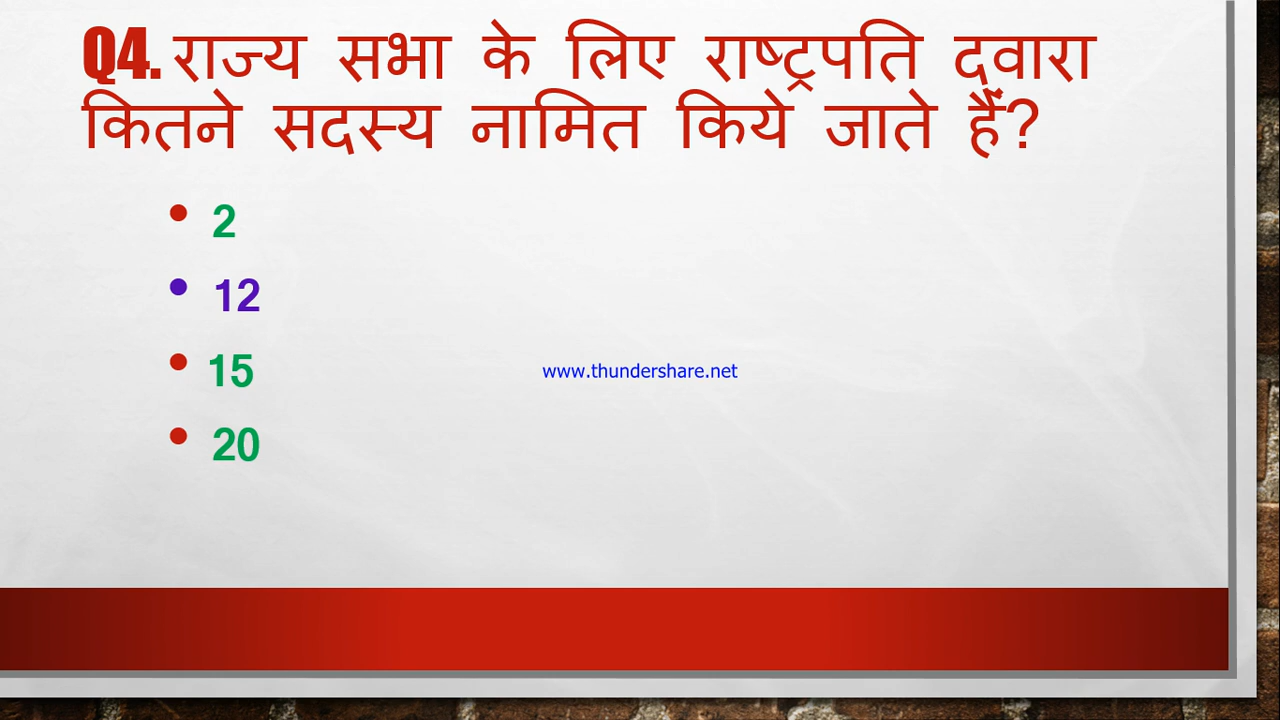 Q4. राज्य सभा के लिए राष्ट्रपति द्वारा
कितने सदस्य नामित किये जाते हैं?
• 2
• 12
• 15
• 20
www.thundershare.net